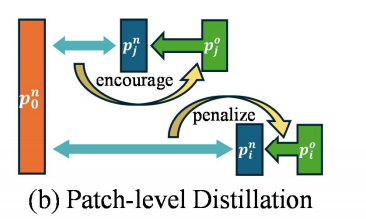 p_j^n p_j^o
encourage
p_0^n
penalize
p_i^n p_i^o
(b) Patch-level Distillation